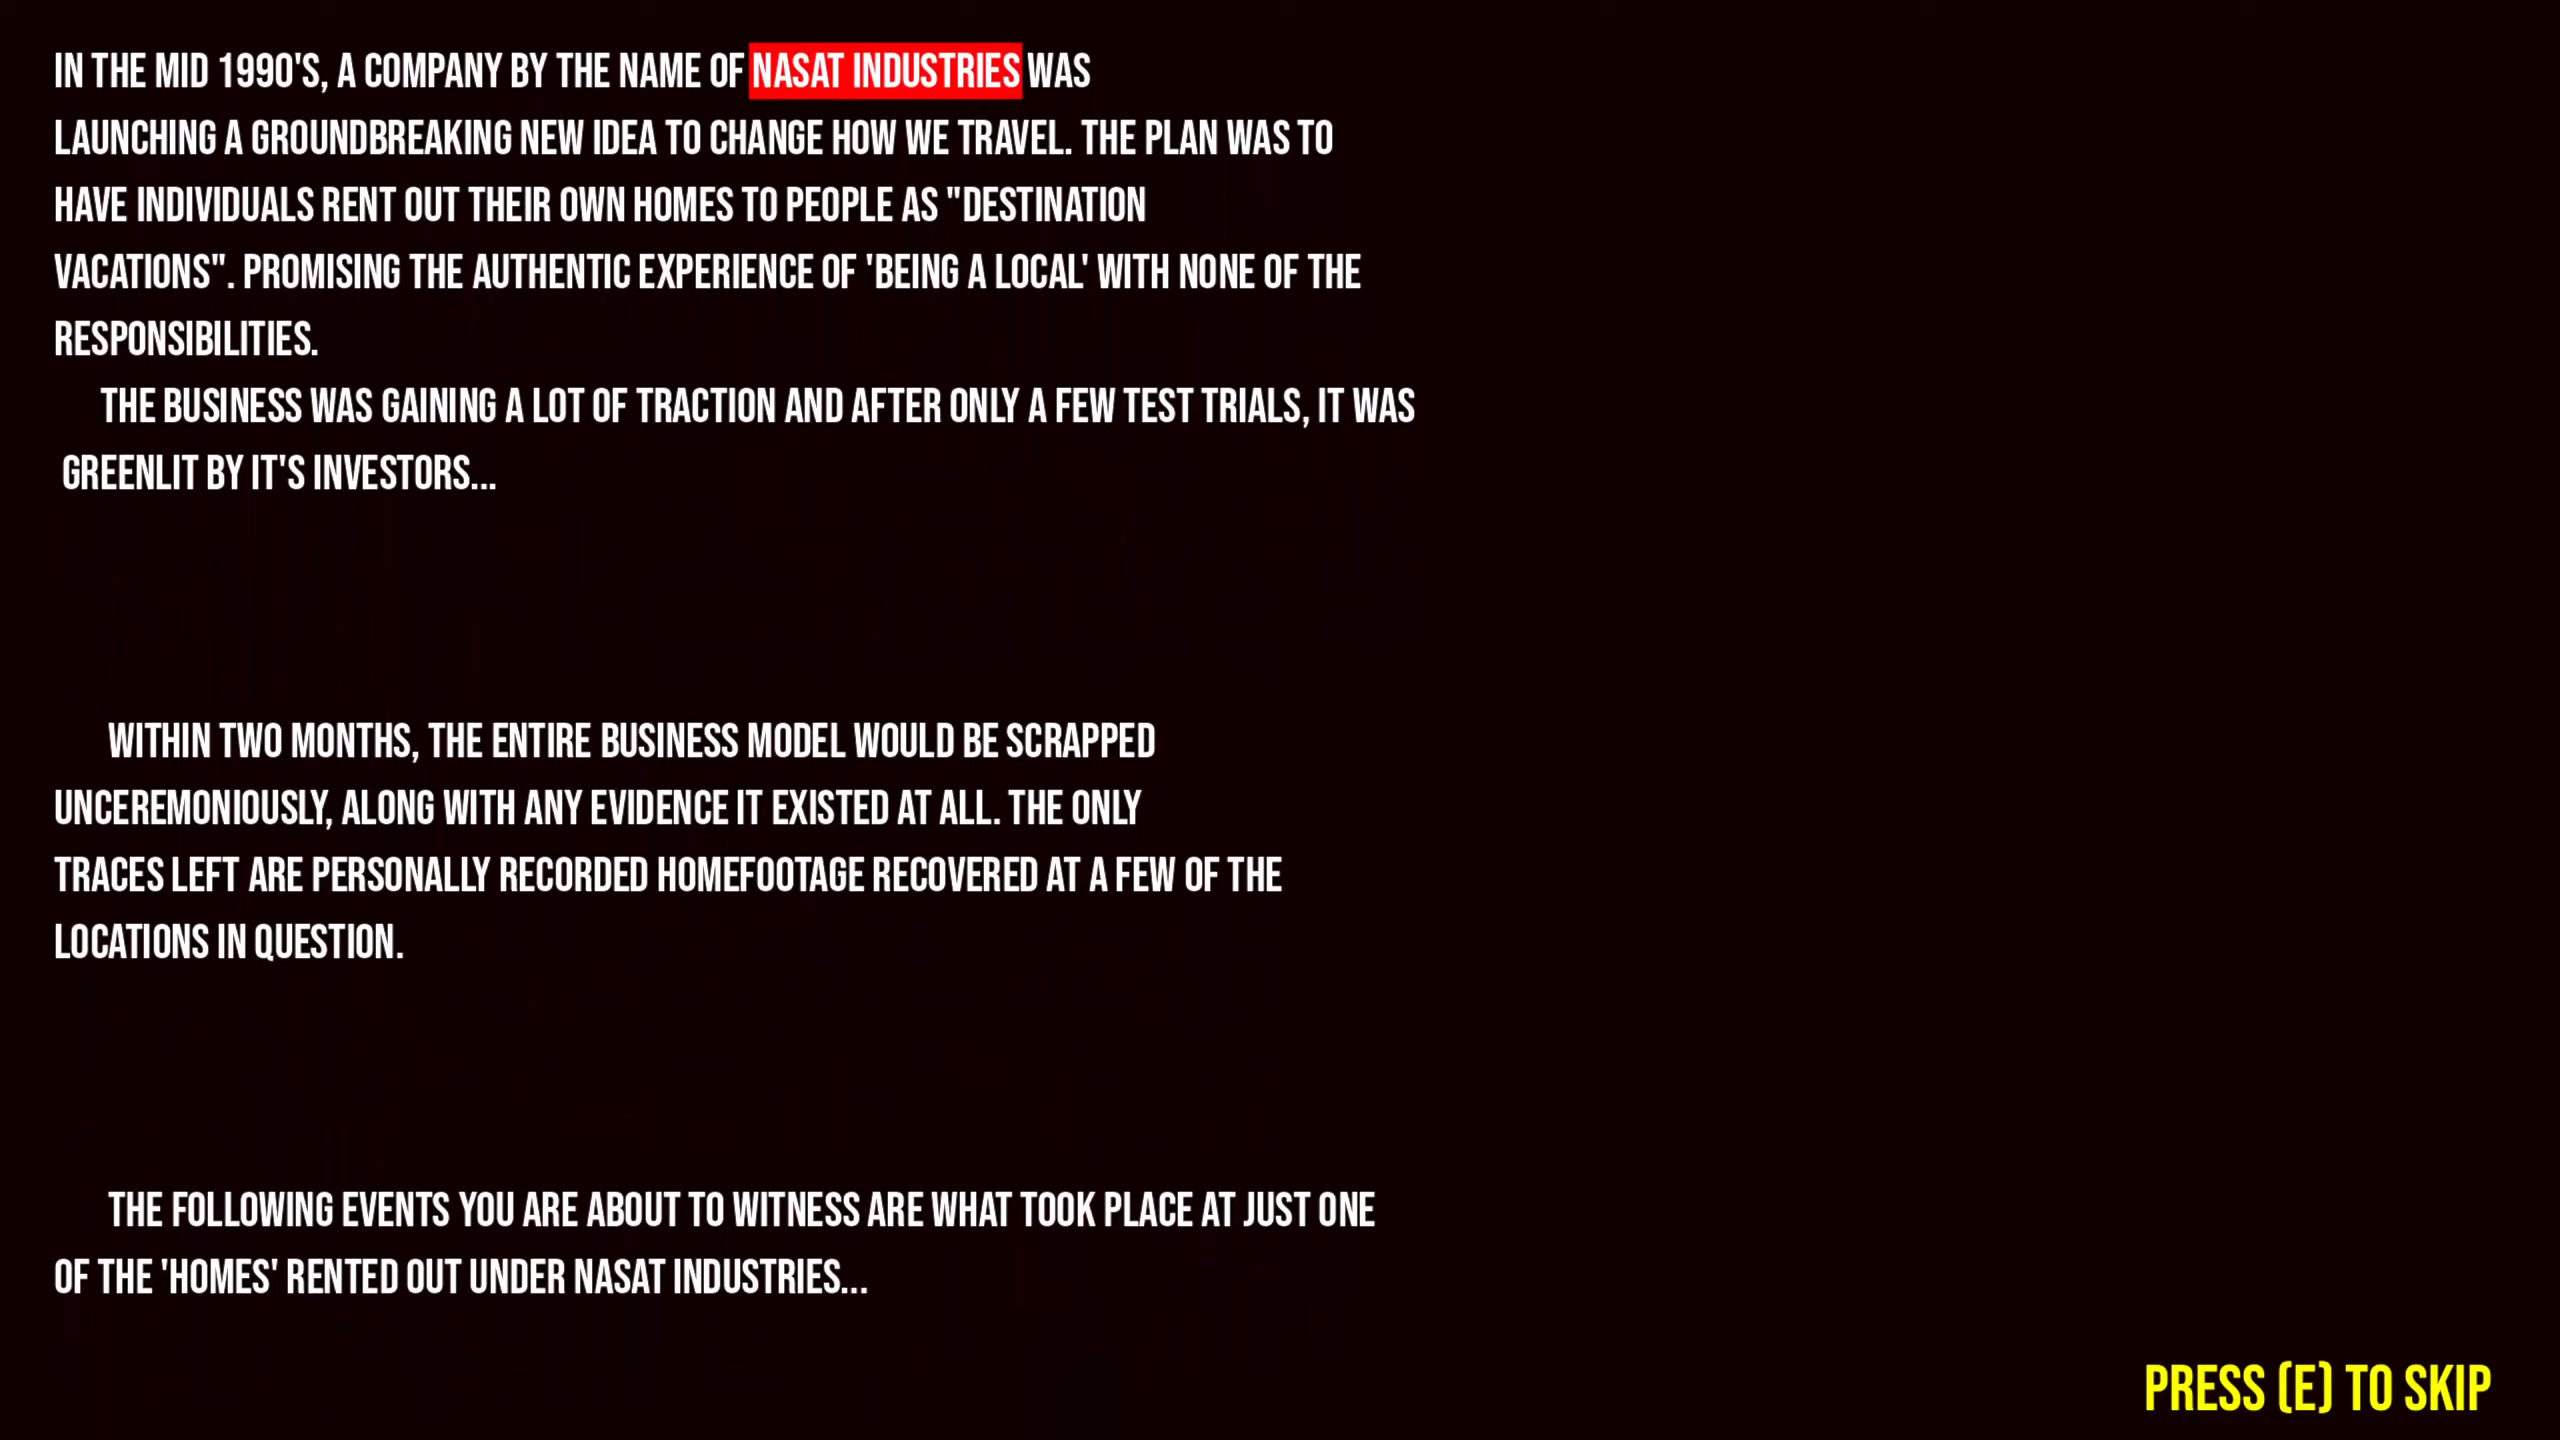 IN THE MID 1990'S, A COMPANY BY THE NAME OF NASAT INDUSTRIES WAS
LAUNCHING A GROUNDBREAKING NEW IDEA TO CHANGE HOW WE TRAVEL. THE PLAN WAS TO
HAVE INDIVIDUALS RENT OUT THEIR OWN HOMES TO PEOPLE AS "DESTINATION
VACATIONS". PROMISING THE AUTHENTIC EXPERIENCE OF 'BEING A LOCAL' WITH NONE OF THE
RESPONSIBILITIES.
THE BUSINESS WAS GAINING A LOT OF TRACTION AND AFTER ONLY A FEW TEST TRIALS, IT WAS
GREENLIT BY IT'S INVESTORS...
WITHIN TWO MONTHS, THE ENTIRE BUSINESS MODEL WOULD BE SCRAPPED
UNCEREMONIOUSLY, ALONG WITH ANY EVIDENCE IT EXISTED AT ALL. THE ONLY
TRACES LEFT ARE PERSONALLY RECORDED HOMEFOOTAGE RECOVERED AT A FEW OF THE
LOCATIONS IN QUESTION.
THE FOLLOWING EVENTS YOU ARE ABOUT TO WITNESS ARE WHAT TOOK PLACE AT JUST ONE
OF THE 'HOMES' RENTED OUT UNDER NASAT INDUSTRIES...
PRESS (E) TO SKIP